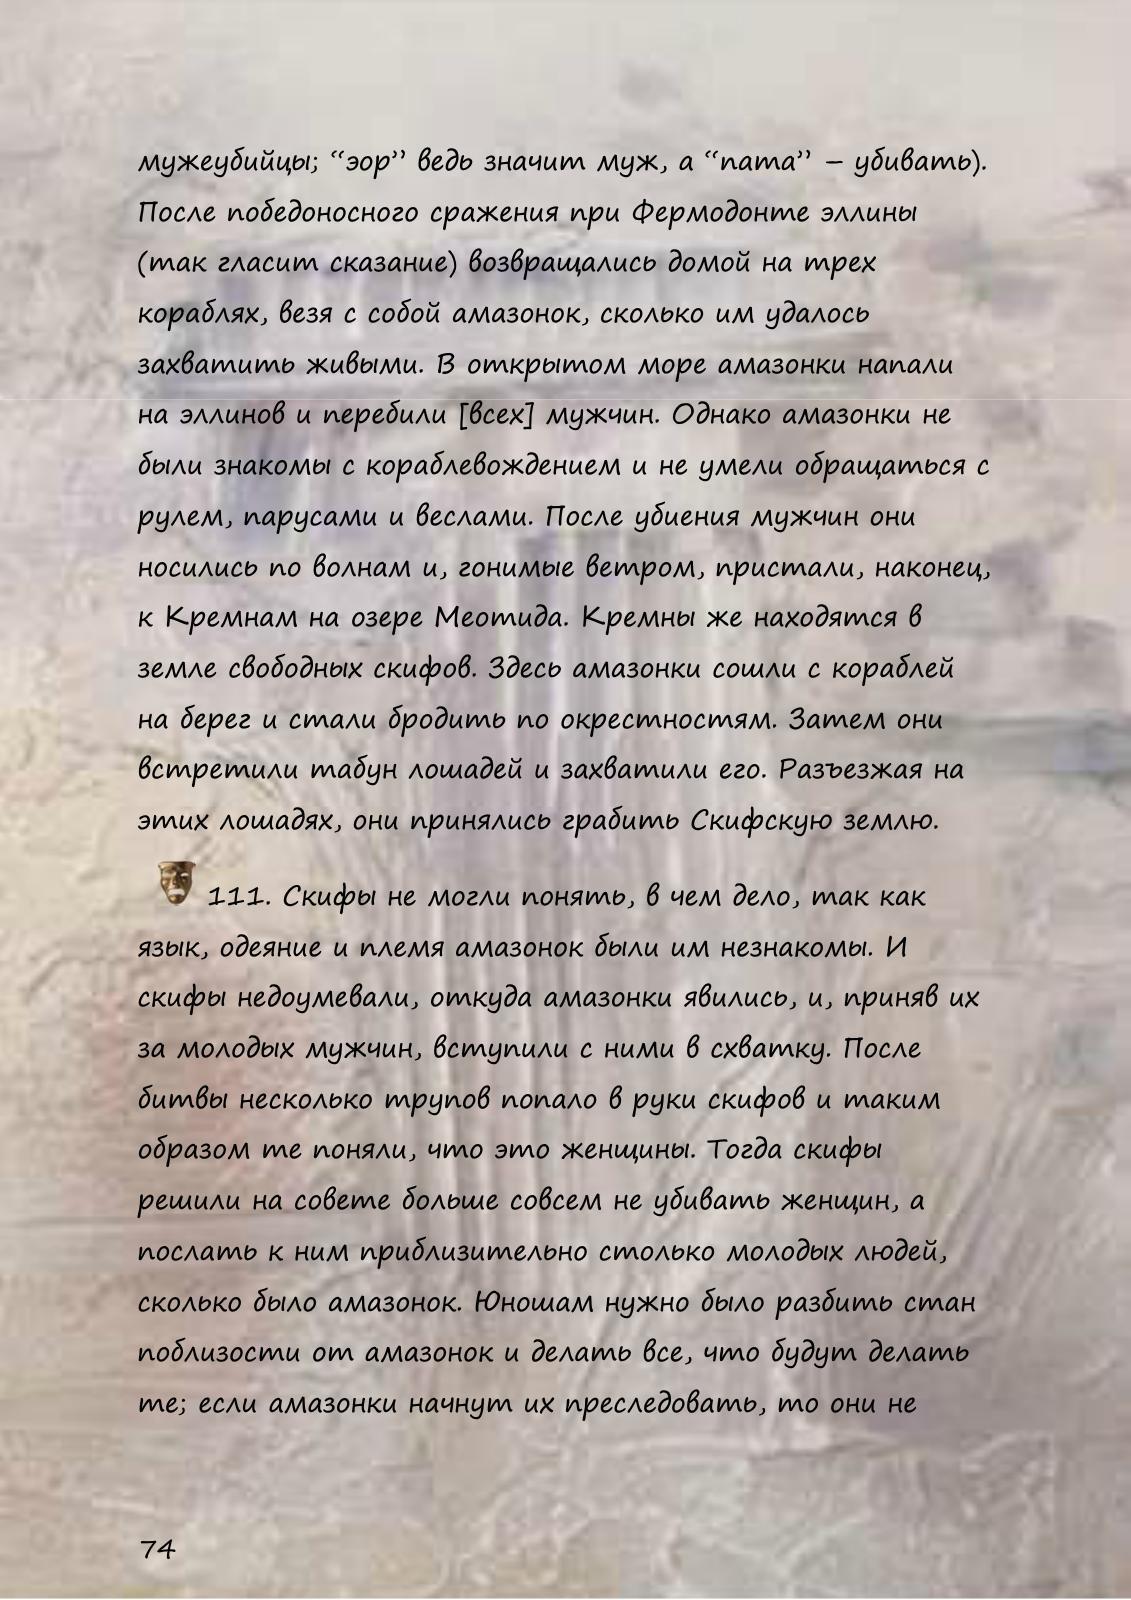 мужеубийцы; “эор” ведь значит муж, а “пата” – убивать).
После победоносного сражения при Фермодонте эллины
(так гласит сказание) возвращались домой на трех
кораблях, везя с собой амазонок, сколько им удалось
захватить живыми. В открытом море амазонки напали
на эллинов и перебили [всех] мужчин. Однако амазонки не
были знакомы с кораблевождением и не умели обращаться с
рулем, парусами и веслами. После убиения мужчин они
носились по волнам и, гонимые ветром, пристали, наконец,
к Кремнам на озере Меотида. Кремны же находятся в
земле свободных скифов. Здесь амазонки сошли с кораблей
на берег и стали бродить по окрестностям. Затем они
встретили табун лошадей и захватили его. Разъезжая на
этих лошадях, они принялись грабить Скифскую землю.
111. Скифы не могли понять, в чем дело, так как
язык, одеяние и племя амазонок были им незнакомы. И
скифы недоумевали, откуда амазонки явились, и, приняв их
за молодых мужчин, вступили с ними в схватку. После
битвы несколько трупов попало в руки скифов и таким
образом те поняли, что это женщины. Тогда скифы
решили на совете больше совсем не убивать женщин, а
послать к ним приблизительно столько молодых людей,
сколько было амазонок. Юношам нужно было разбить стан
поблизости от амазонок и делать все, что будут делать
те; если амазонки начнут их преследовать, то они не
74